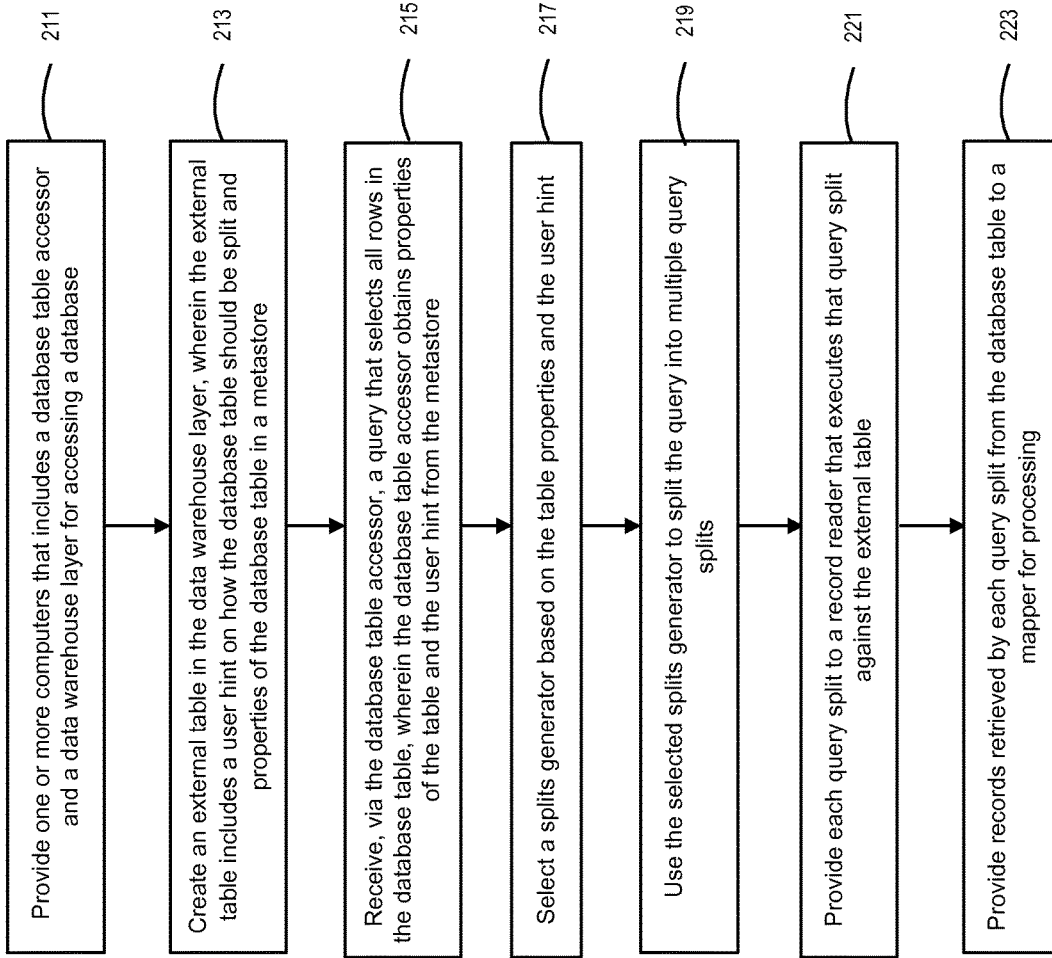 Provide one or more computers that includes a database table accessor
and a data warehouse layer for accessing a database
211
Create an external table in the data warehouse layer, wherein the external
table includes a user hint on how the database table should be split and
properties of the database table in a metastore
213
Receive, via the database table accessor, a query that selects all rows in
the database table, wherein the database table accessor obtains properties
of the table and the user hint from the metastore
215
Select a splits generator based on the table properties and the user hint
217
Use the selected splits generator to split the query into multiple query
splits
219
Provide each query split to a record reader that executes that query split
against the external table
221
Provide records retrieved by each query split from the database table to a
mapper for processing
223